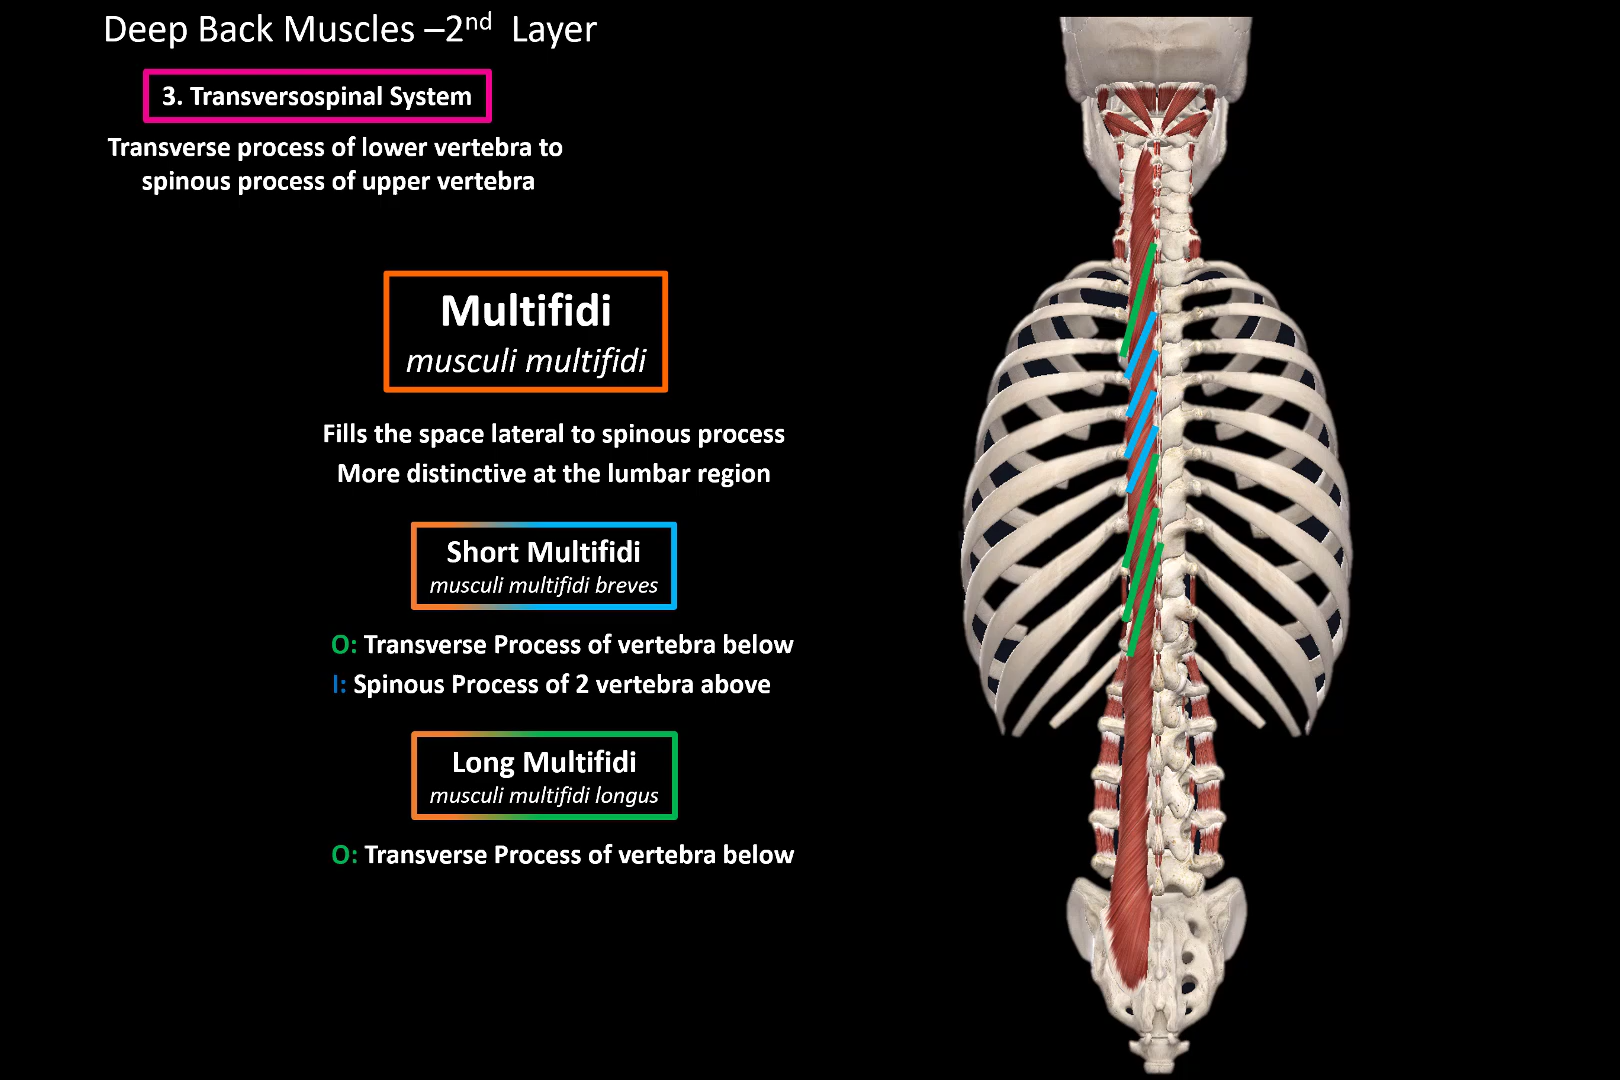 Deep Back Muscles –2nd Layer
3. Transversospinal System
Transverse process of lower vertebra to
spinous process of upper vertebra
Multifidi
musculi multifidi
Fills the space lateral to spinous process
More distinctive at the lumbar region
Short Multifidi
musculi multifidi breves
O: Transverse Process of vertebra below
I: Spinous Process of 2 vertebra above
Long Multifidi
musculi multifidi longus
O: Transverse Process of vertebra below